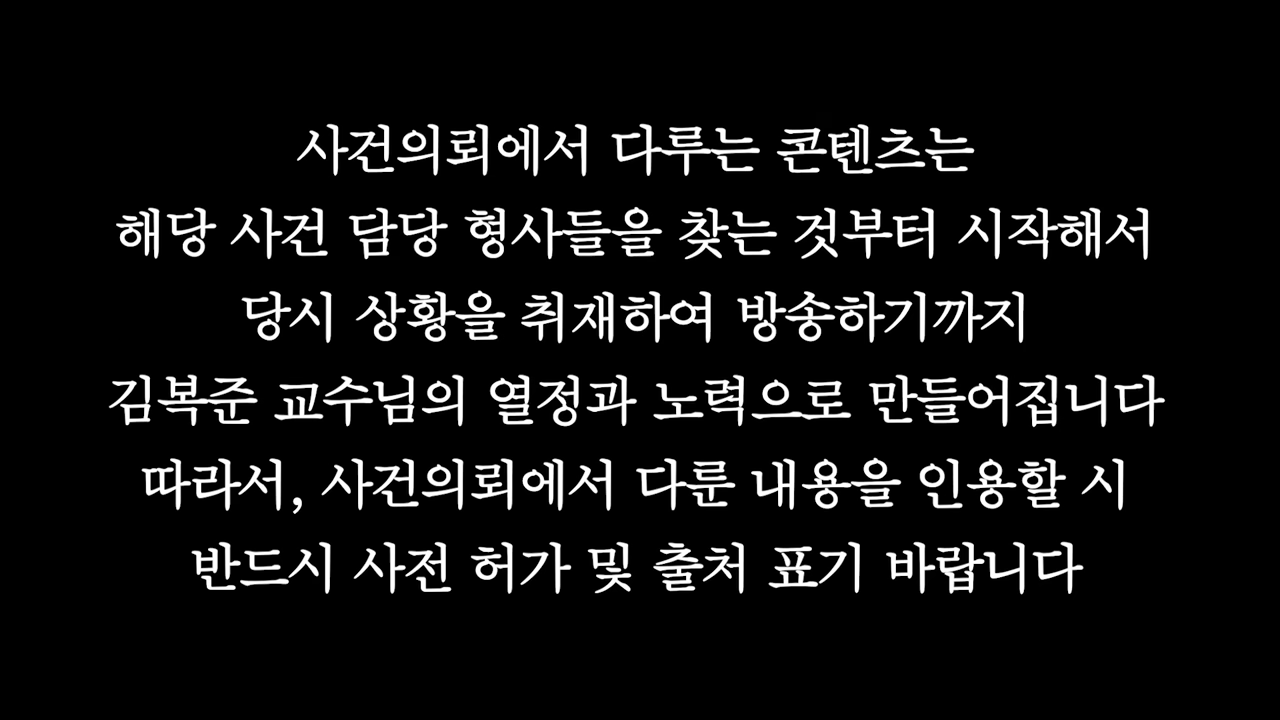 사건의뢰에서 다루는 콘텐츠는
해당 사건 담당 형사들을 찾는 것부터 시작해서
당시 상황을 취재하여 방송하기까지
김복준 교수님의 열정과 노력으로 만들어집니다
따라서, 사건의뢰에서 다룬 내용을 인용할 시
반드시 사전 허가 및 출처 표기 바랍니다